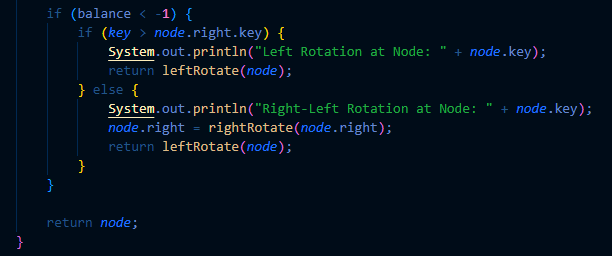 if (balance < -1) {
if (key > node.right.key) {
System.out.println("Left Rotation at Node: " + node.key);
return leftRotate(node);
} else {
System.out.println("Right-Left Rotation at Node: " + node.key);
node.right = rightRotate(node.right);
return leftRotate(node);
}
}
return node;
}